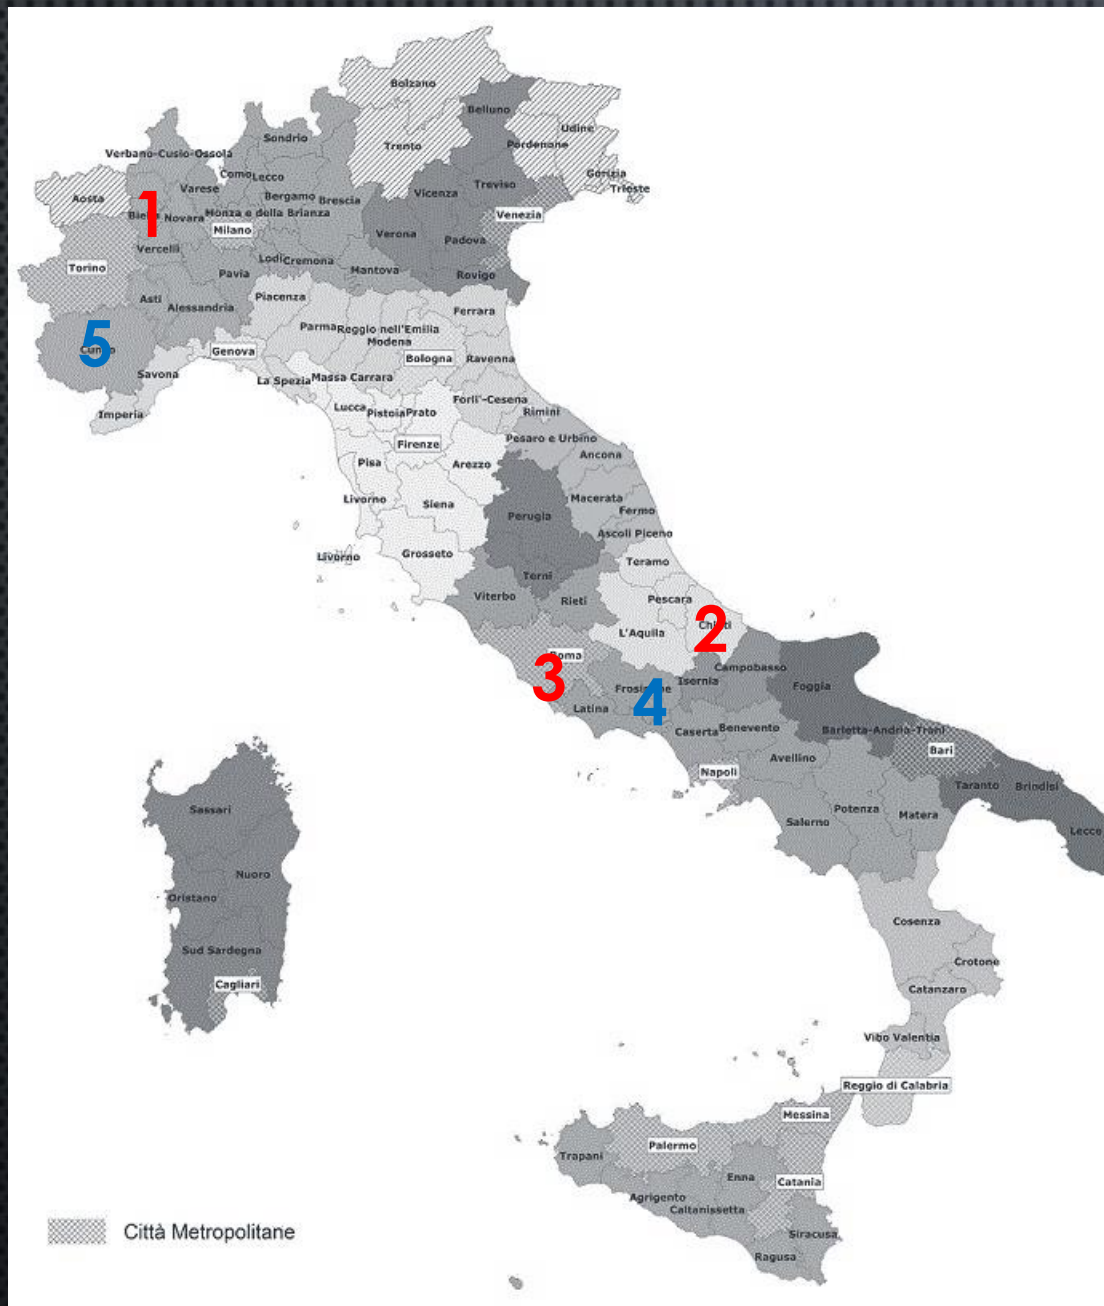 Bolzano
Belluno
Udine
Sondrio
Pordenone
Trento
Verbano-Cusio-Ossola
Como
Lecco
Gorizia
Trieste
Varese
Treviso
Vicenza
Aosta
1
Bergamo
Brescia
Biella
Novara
Monza e della Brianza
Venezia
Milano
Verona
Padova
Vercelli
Lodi
Cremona
Torino
Pavia
Mantova
Rovigo
Asti
Piacenza
Alessandria
Ferrara
Parma
Reggio nell'Emilia
Modena
5
Cuneo
Genova
Bologna
Ravenna
Savona
La Spezia
Massa Carrara
Forli'-Cesena
Imperia
Lucca
Pistoia
Prato
Rimini
Firenze
Pesaro e Urbino
Ancona
Pisa
Arezzo
Livorno
Siena
Macerata
Fermo
Perugia
Ascoli Piceno
Livorno
Grosseto
Teramo
Terni
Viterbo
Rieti
Pescara
2
Chieti
L'Aquila
Roma
3
Campobasso
Isernia
Frosinone
4
Foggia
Latina
Caserta
Benevento
Barletta-Andria-Trani
Bari
Avellino
Napoli
Taranto
Brindisi
Sassari
Potenza
Matera
Salerno
Lecce
Nuoro
Oristano
Cosenza
Sud Sardegna
Crotone
Cagliari
Catanzaro
Vibo Valentia
Reggio di Calabria
Messina
Palermo
Trapani
Enna
Catania
Agrigento
Caltanissetta
Siracusa
Ragusa
Città Metropolitane